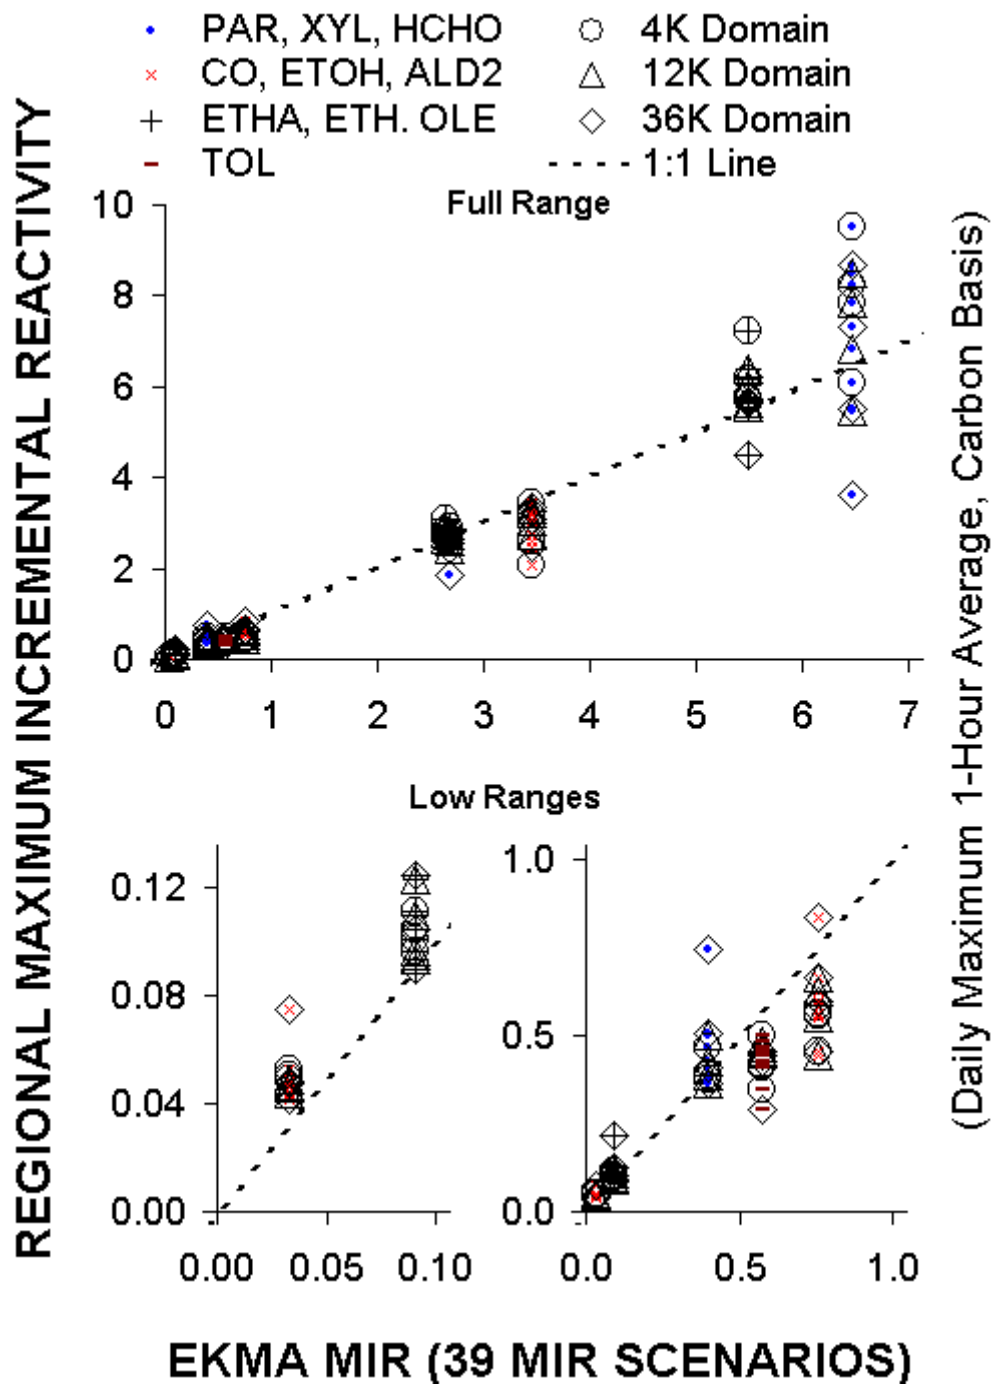 PAR, XYL, HCHO
4K Domain
CO, ETOH, ALD2
12K Domain
ETHA, ETH. OLE
36K Domain
TOL
1:1 Line
REGIONAL MAXIMUM INCREMENTAL REACTIVITY
(Daily Maximum 1-Hour Average, Carbon Basis)
Full Range
10
8
6
4
2
0
0 1 2 3 4 5 6 7
Low Ranges
0.12
0.08
0.04
0.00
0.00 0.05 0.10
1.0
0.5
0.0
0.0 0.5 1.0
EKMA MIR (39 MIR SCENARIOS)